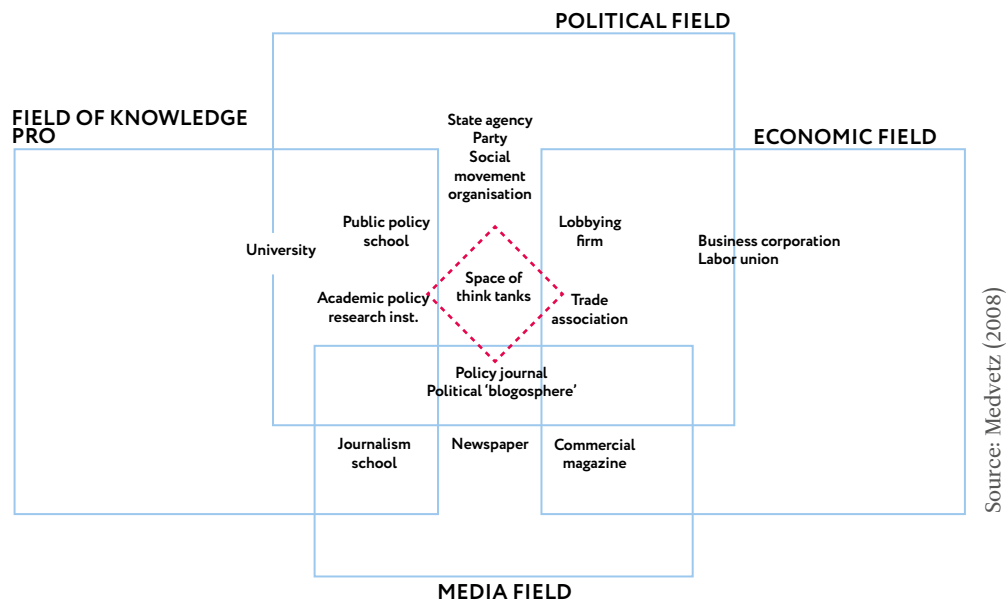 POLITICAL FIELD
FIELD OF KNOWLEDGE
PRO
ECONOMIC FIELD
State agency
Party
Social
movement
organisation
Public policy
school
Lobbying
firm
University
Business corporation
Labor union
Space of
think tanks
Academic policy
research inst.
Trade
association
Policy journal
Political ‘blogosphere’
Journalism
school
Newspaper
Commercial
magazine
MEDIA FIELD
Source: Medvetz (2008)